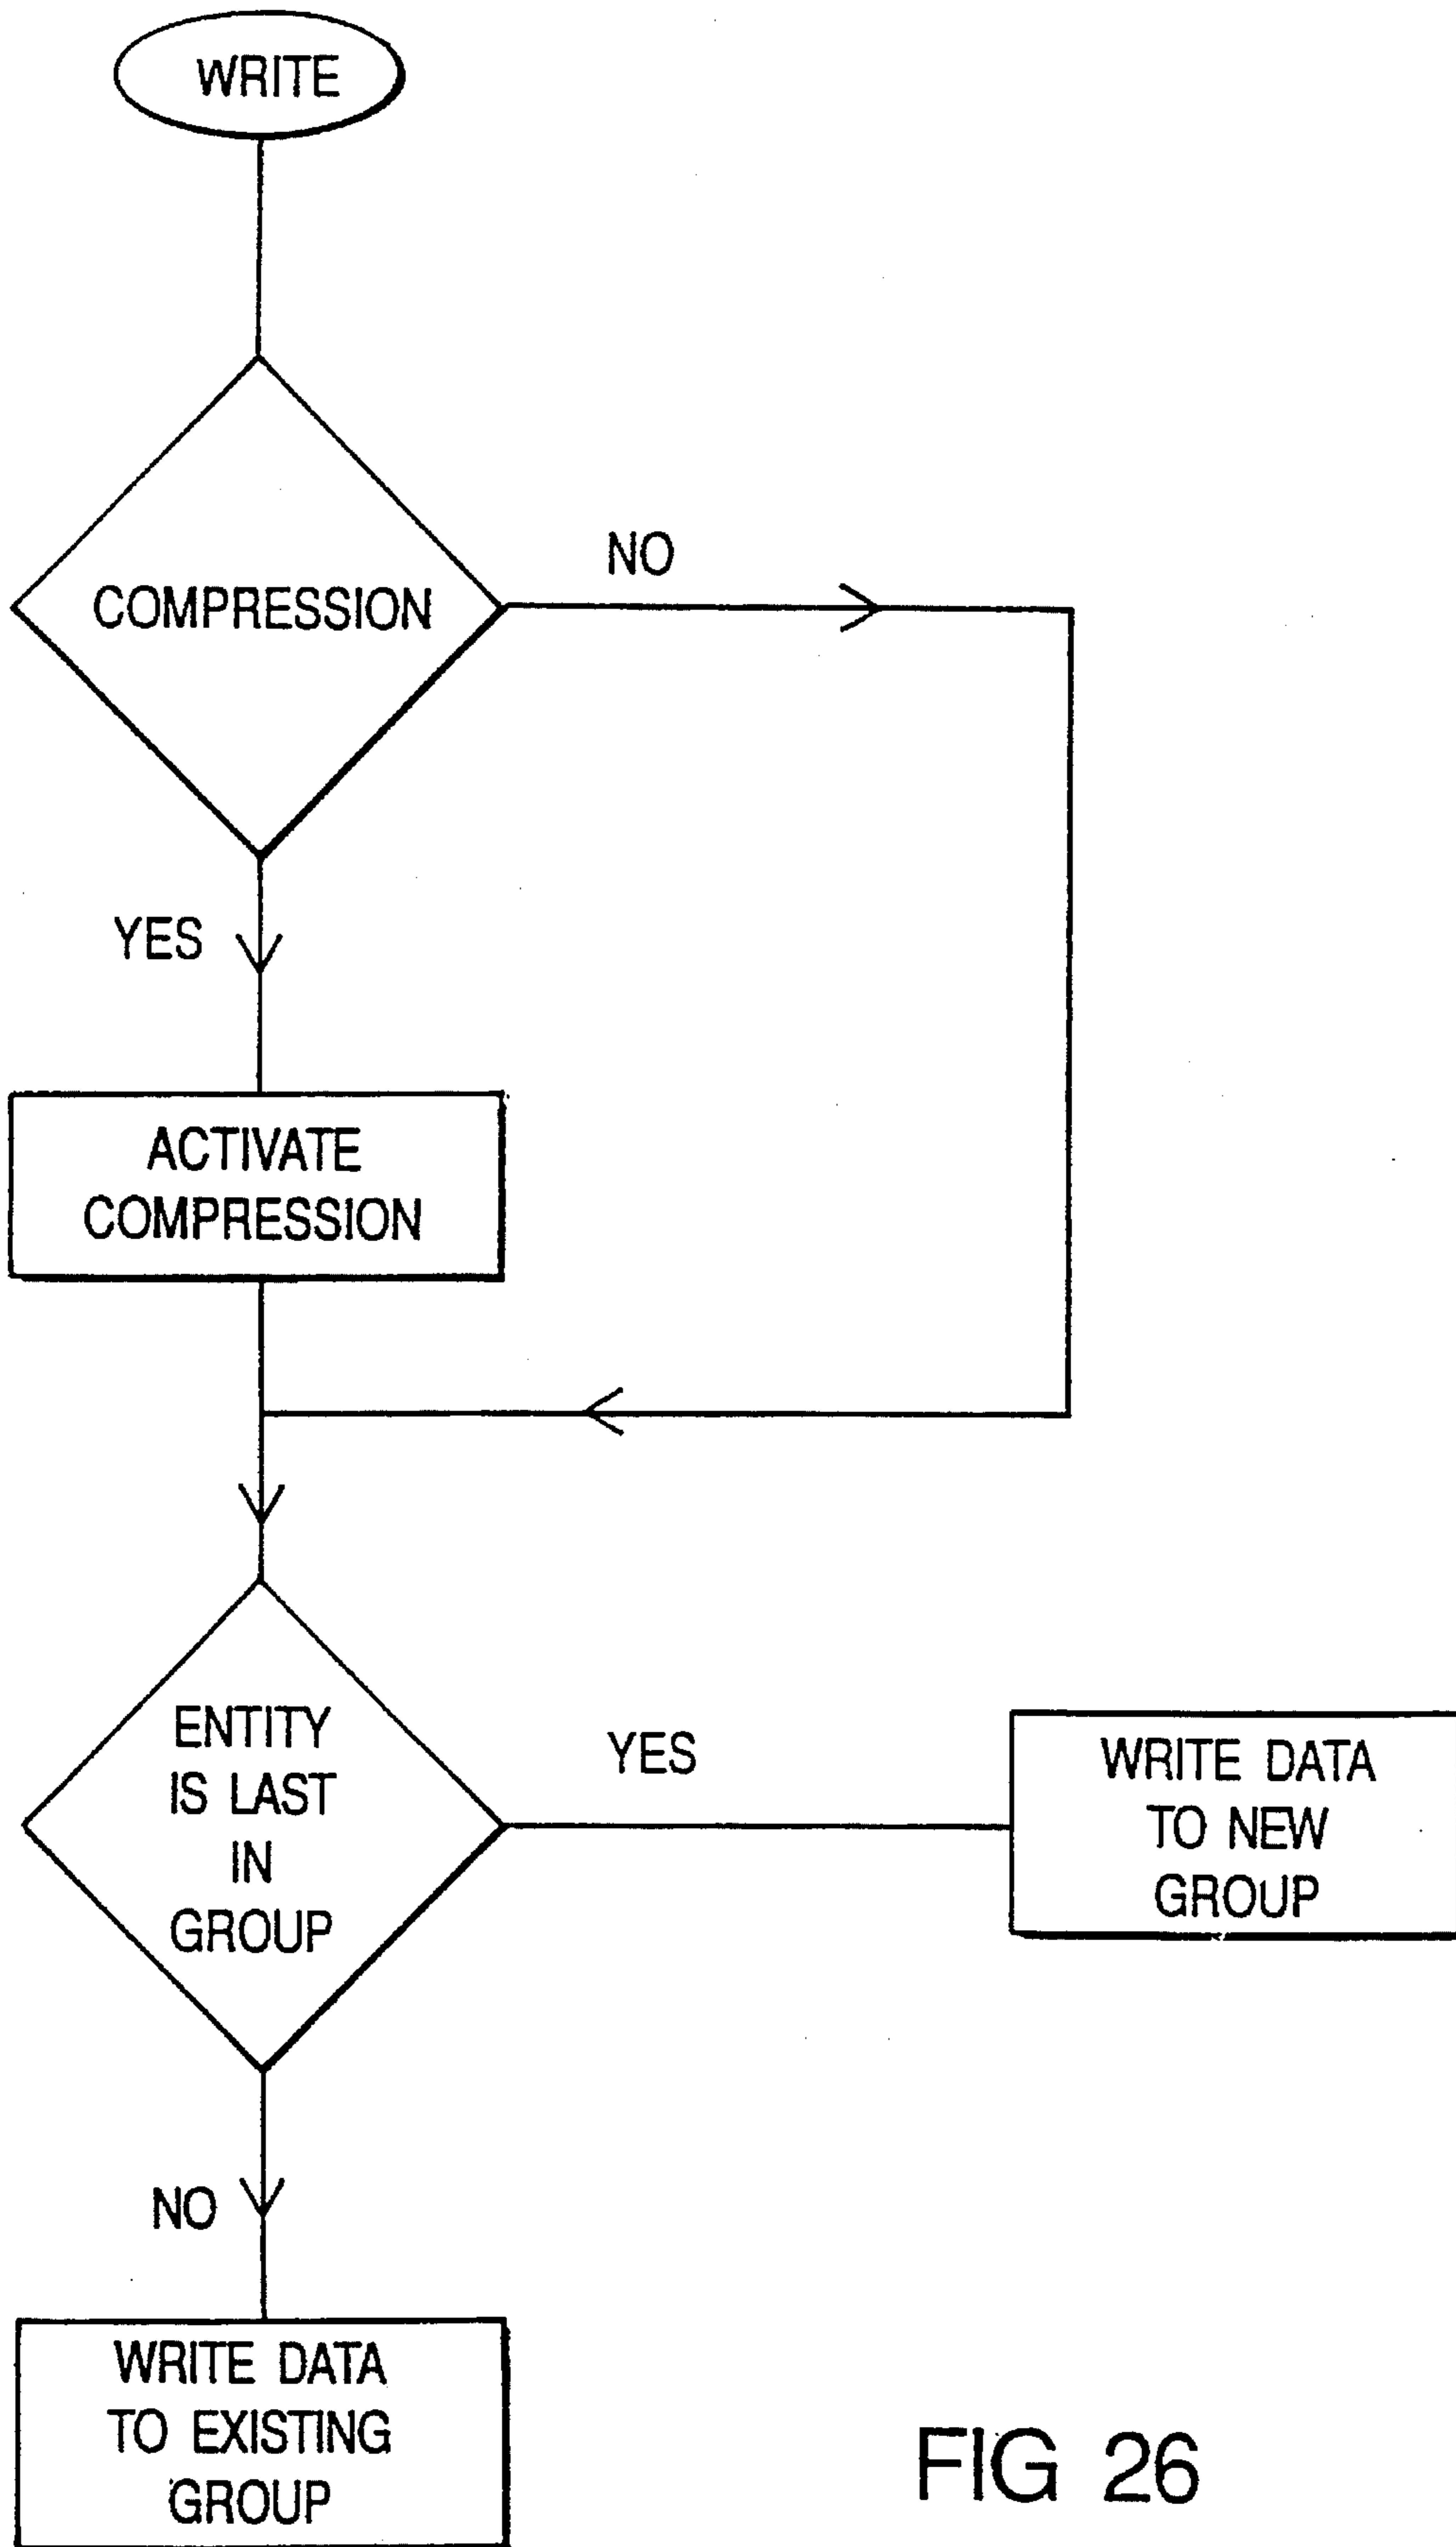 WRITE
COMPRESSION
NO
YES
ACTIVATE
COMPRESSION
ENTITY
IS LAST
IN
GROUP
YES
WRITE DATA
TO NEW
GROUP
NO
WRITE DATA
TO EXISTING
GROUP
FIG 26